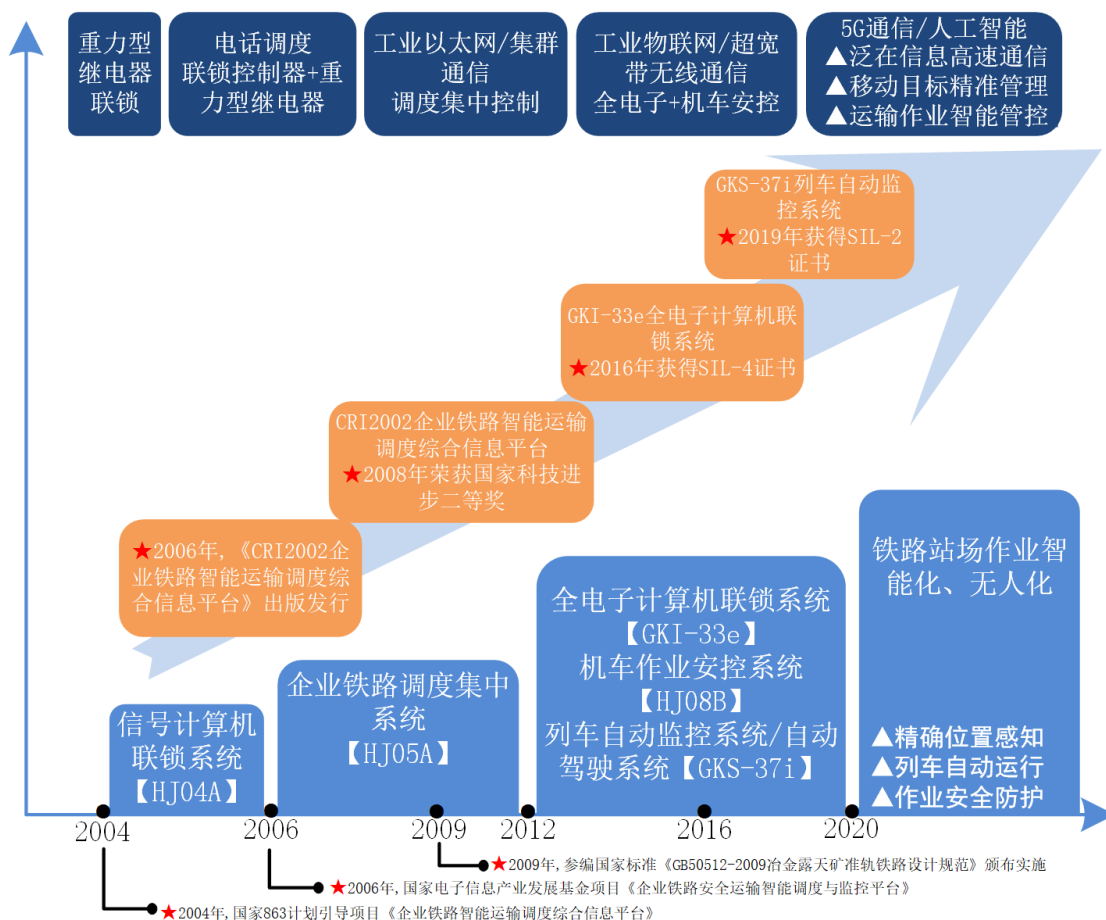 重力型
继电器
联锁
电话调度
联锁控制器+重
力型继电器
工业以太网/集群
通信
调度集中控制
工业物联网/超宽
带无线通信
全电子+机车安控
5G通信/人工智能
▲泛在信息高速通信
▲移动目标精准管理
▲运输作业智能管控
GKS-37i列车自动监
控系统
★2019年获得SIL-2
证书
GKI-33e全电子计算机联
锁系统
★2016年获得SIL-4证书
CRI2002企业铁路智能运输
调度综合信息平台
★2008年荣获国家科技进
步二等奖
★2006年,《CRI2002企
业铁路智能运输调度综
合信息平台》出版发行
信号计算机
联锁系统
【HJ04A】
企业铁路调度集中
系统
【HJ05A】
全电子计算机联锁系统
【GKI-33e】
机车作业安控系统
【HJ08B】
列车自动监控系统/自动
驾驶系统【GKS-37i】
铁路站场作业智
能化、无人化
▲精确位置感知
▲列车自动运行
▲作业安全防护
2004
2006
2009
2012
2016
2020
★2009年,参编国家标准《GB50512-2009冶金露天矿准轨铁路设计规范》颁布实施
★2006年,国家电子信息产业发展基金项目《企业铁路安全运输智能调度与监控平台》
★2004年,国家863计划引导项目《企业铁路智能运输调度综合信息平台》